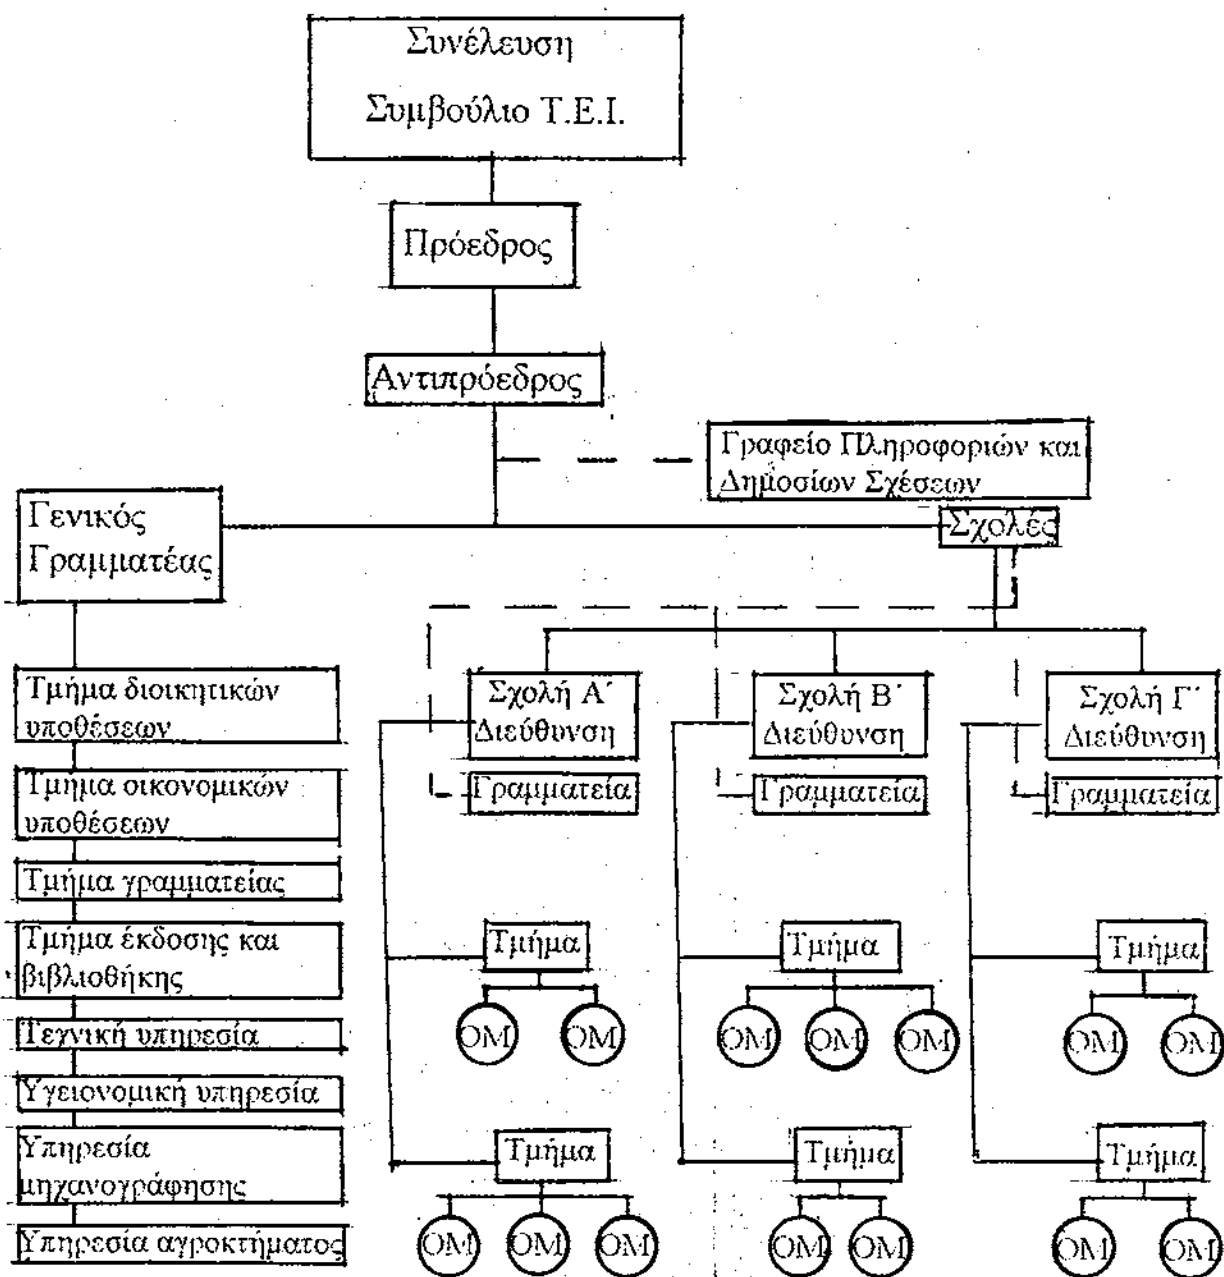 Συνέλευση
Συμβούλιο Τ.Ε.Ι.
Πρόεδρος
Αντιπρόεδρος
Γραφείο Πληροφοριών και
Δημοσίων Σχέσεων
Γενικός
Γραμματέας
Σχολές
Τμήμα διοικητικών
υποθέσεων
Τμήμα οικονομικών
υποθέσεων
Τμήμα γραμματείας
Τμήμα έκδοσης και
βιβλιοθήκης
Τεχνική υπηρεσία
Υγειονομική υπηρεσία
Υπηρεσία
μηχανογράφησης
Υπηρεσία αγροκτήματος
Σχολή Α΄
Διεύθυνση
Γραμματεία
Τμήμα
ΟΜ ΟΜ
Τμήμα
ΟΜ ΟΜ ΟΜ
Σχολή Β΄
Διεύθυνση
Γραμματεία
Τμήμα
ΟΜ ΟΜ ΟΜ
Τμήμα
ΟΜ ΟΜ
Σχολή Γ΄
Διεύθυνση
Γραμματεία
Τμήμα
ΟΜ ΟΜ
Τμήμα
ΟΜ ΟΜ